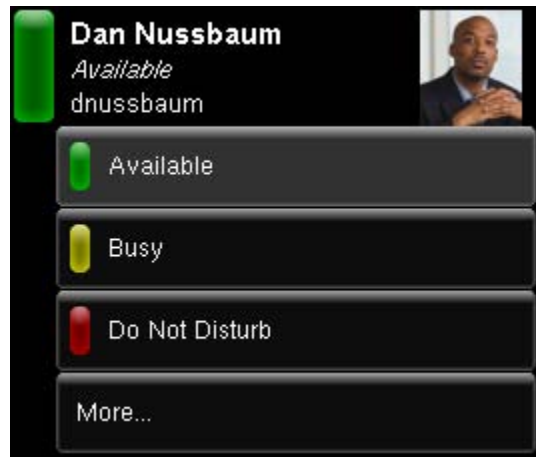 Dan Nussbaum
Available
dnussbaum
Available
Busy
Do Not Disturb
More...